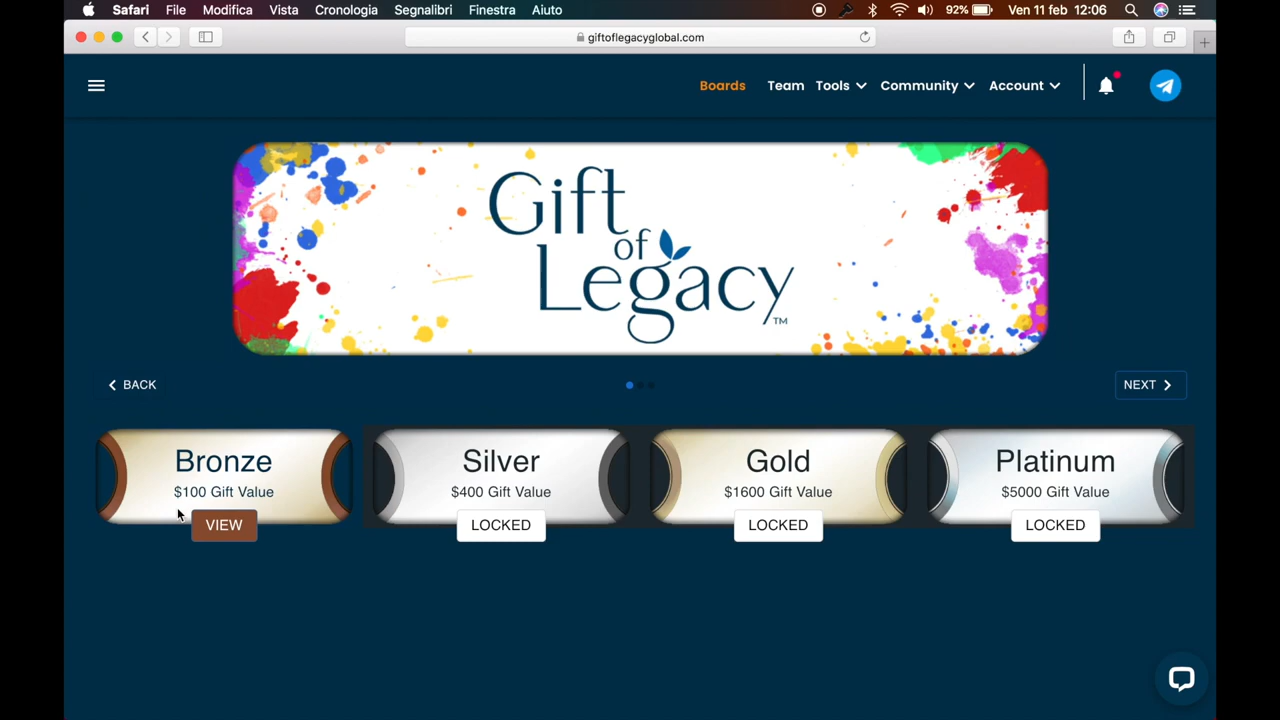 Safari File Modifica Vista Cronologia Segnalibri Finestra Aiuto 92% Ven 11 feb 12:06
giftoflegacyglobal.com
Boards Team Tools Community Account
Gift
of
Legacy™
BACK NEXT
Bronze Silver Gold Platinum
$100 Gift Value $400 Gift Value $1600 Gift Value $5000 Gift Value
VIEW LOCKED LOCKED LOCKED